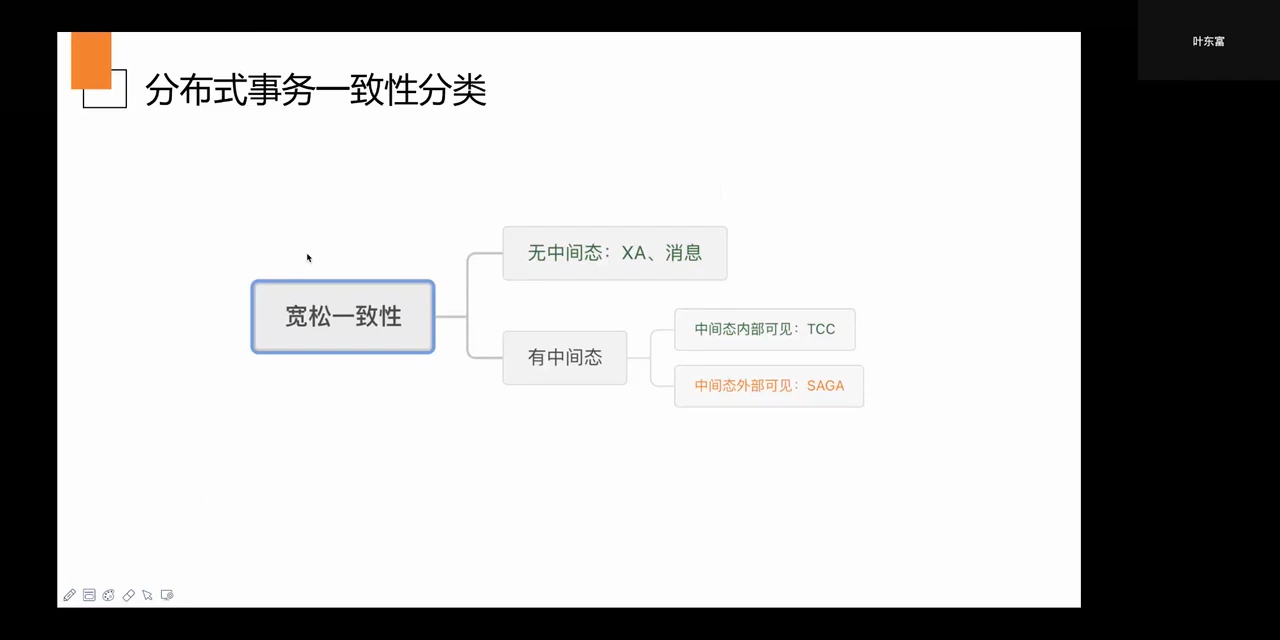 叶东富
分布式事务一致性分类
无中间态：XA、消息
宽松一致性
有中间态
中间态内部可见：TCC
中间态外部可见：SAGA